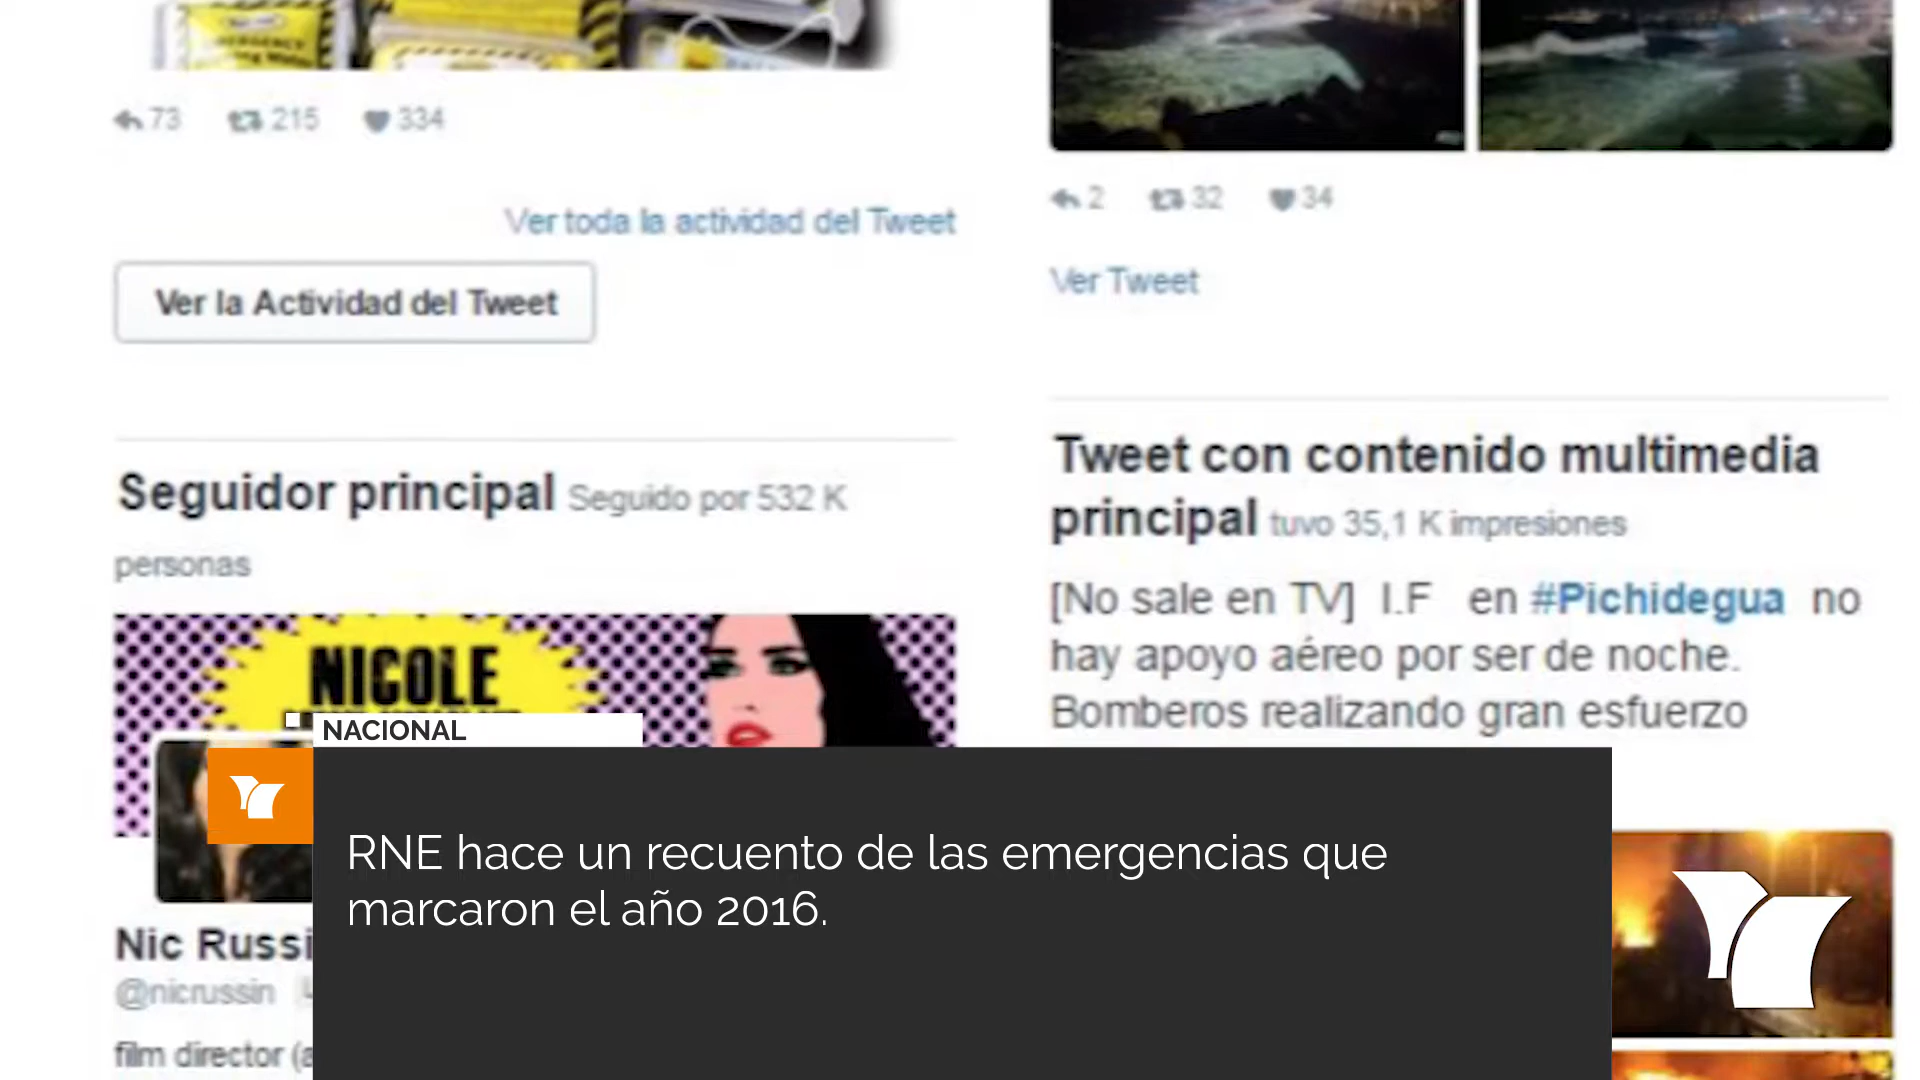 73 215 334
Ver toda la actividad del Tweet
Ver la Actividad del Tweet
Seguidor principal Seguido por 532 K
personas
NICOLE
Nic Russi
@nicrussin
film director (a
2 32 34
Ver Tweet
Tweet con contenido multimedia
principal tuvo 35,1 K impresiones
[No sale en TV] I.F en #Pichidegua no
hay apoyo aéreo por ser de noche.
Bomberos realizando gran esfuerzo
NACIONAL
RNE hace un recuento de las emergencias que
marcaron el año 2016.